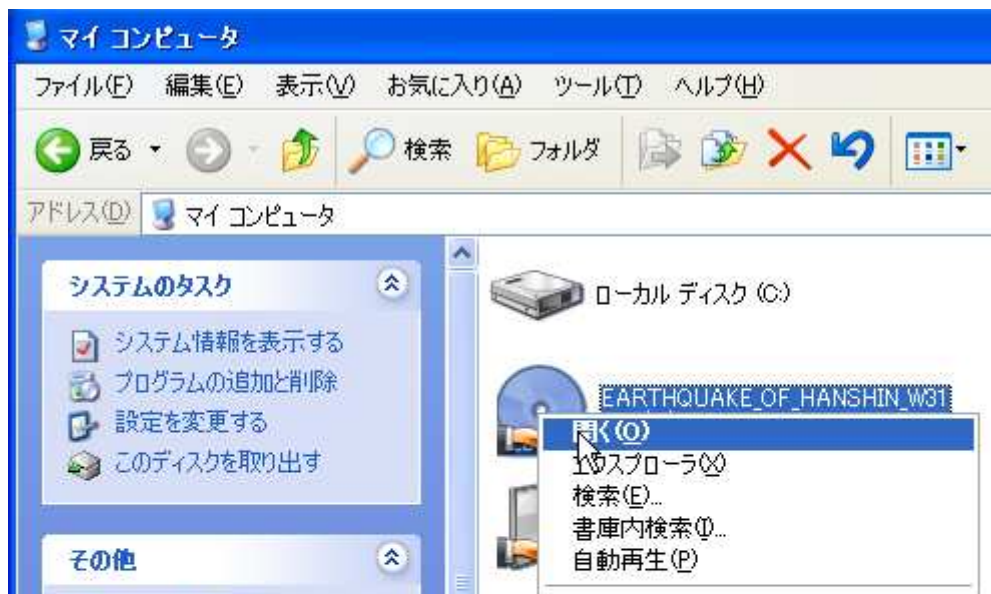 マイ コンピュータ
ファイル(F) 編集(E) 表示(V) お気に入り(A) ツール(T) ヘルプ(H)
戻る 検索 フォルダ
アドレス(D) マイ コンピュータ
システムのタスク
システム情報を表示する
プログラムの追加と削除
設定を変更する
このディスクを取り出す
その他
ローカル ディスク (C:)
EARTHQUAKE_OF_HANSHIN_W31
開く(O)
エクスプローラ(X)
検索(E)...
書庫内検索(I)...
自動再生(P)